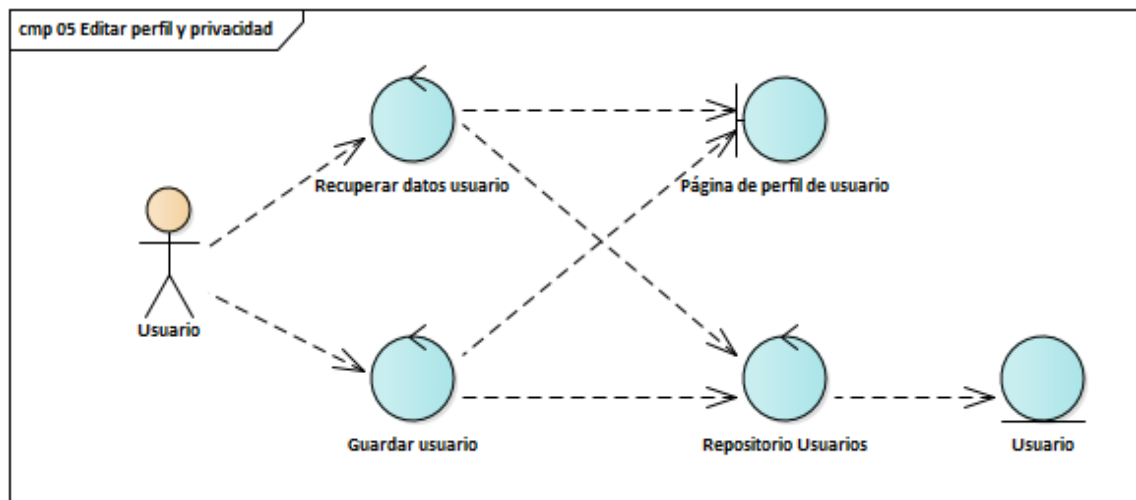 cmp 05 Editar perfil y privacidad
Recuperar datos usuario
Página de perfil de usuario
Usuario
Guardar usuario
Repositorio Usuarios
Usuario